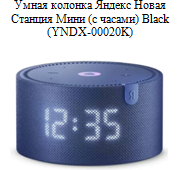 Умная колонка Яндекс Новая
Станция Мини (с часами) Black
(YNDX-00020K)
12:35